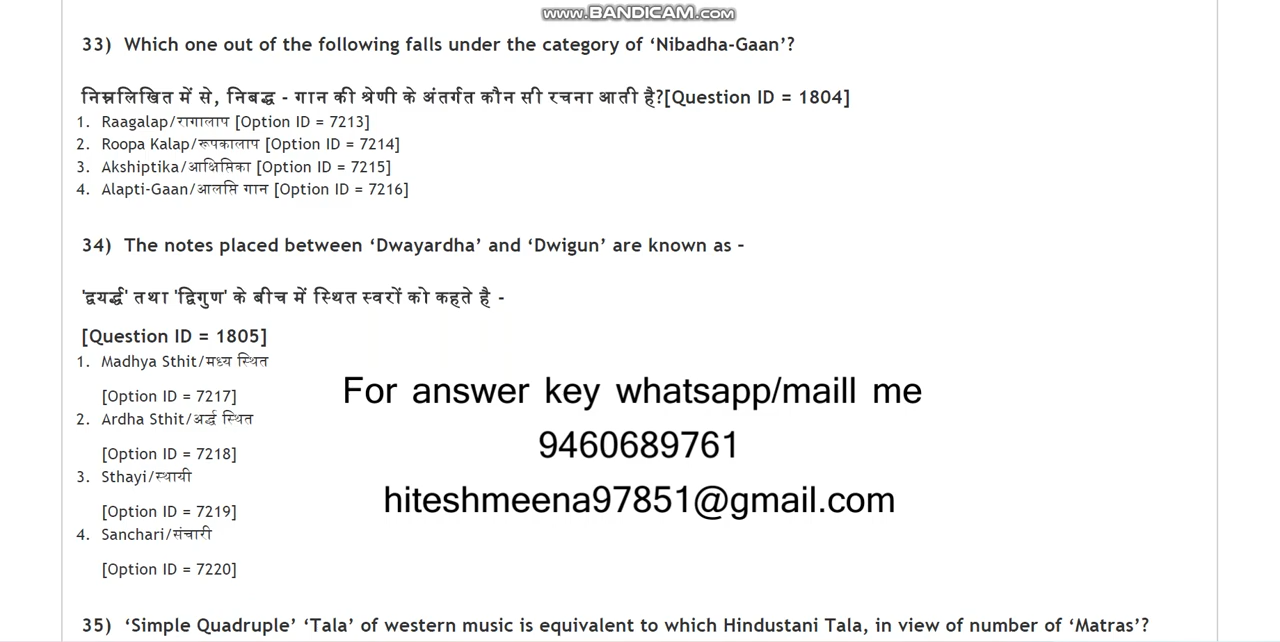 www.BANDICAM.com
33) Which one out of the following falls under the category of ‘Nibadha-Gaan’?
निम्नलिखित में से, निबद्ध - गान की श्रेणी के अंतर्गत कौन सी रचना आती है?[Question ID = 1804]
1. Raagalap/रागालाप [Option ID = 7213]
2. Roopa Kalap/रूपकालाप [Option ID = 7214]
3. Akshiptika/आक्षिप्तिका [Option ID = 7215]
4. Alapti-Gaan/आलप्ति गान [Option ID = 7216]
34) The notes placed between ‘Dwayardha’ and ‘Dwigun’ are known as -
'द्वयर्द्ध' तथा 'द्विगुण' के बीच में स्थित स्वरों को कहते है -
[Question ID = 1805]
1. Madhya Sthit/मध्य स्थित
[Option ID = 7217]
2. Ardha Sthit/अर्द्ध स्थित
[Option ID = 7218]
3. Sthayi/स्थायी
[Option ID = 7219]
4. Sanchari/संचारी
[Option ID = 7220]
For answer key whatsapp/maill me
9460689761
hiteshmeena97851@gmail.com
35) ‘Simple Quadruple’ ‘Tala’ of western music is equivalent to which Hindustani Tala, in view of number of ‘Matras’?